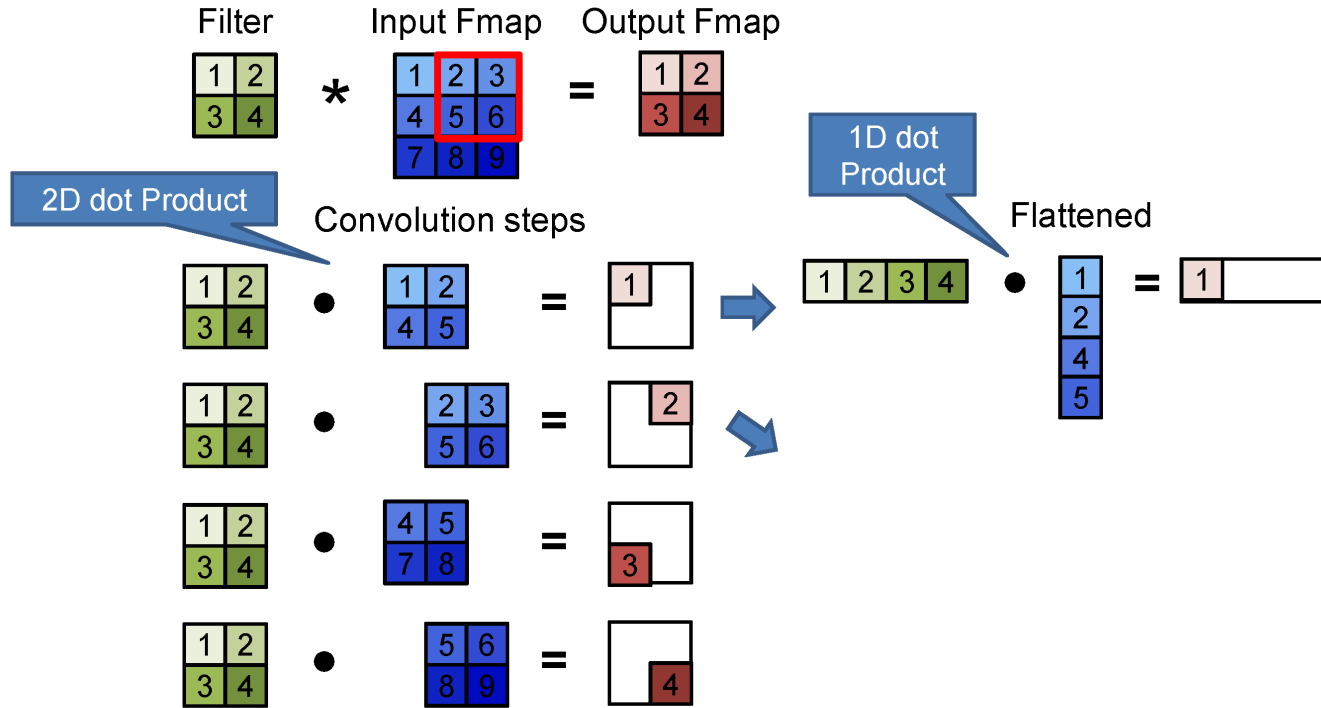 Filter Input Fmap Output Fmap
1 2 * 1 2 3 = 1 2
3 4 4 5 6 3 4
7 8 9
1D dot
Product
2D dot Product
Convolution steps
Flattened
1 2 • 1 2 = 1
3 4 4 5
1 2 3 4 • 1 = 1
2
4
5
1 2 • 2 3 = 2
3 4 5 6
1 2 • 4 5 = 3
3 4 7 8
1 2 • 5 6 = 4
3 4 8 9